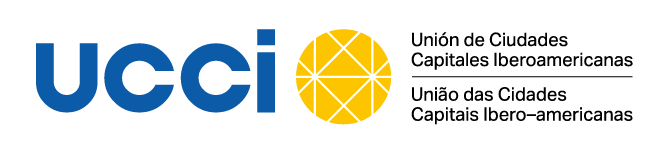 ucci
Unión de Ciudades
Capitales Iberoamericanas
União das Cidades
Capitais Ibero–americanas